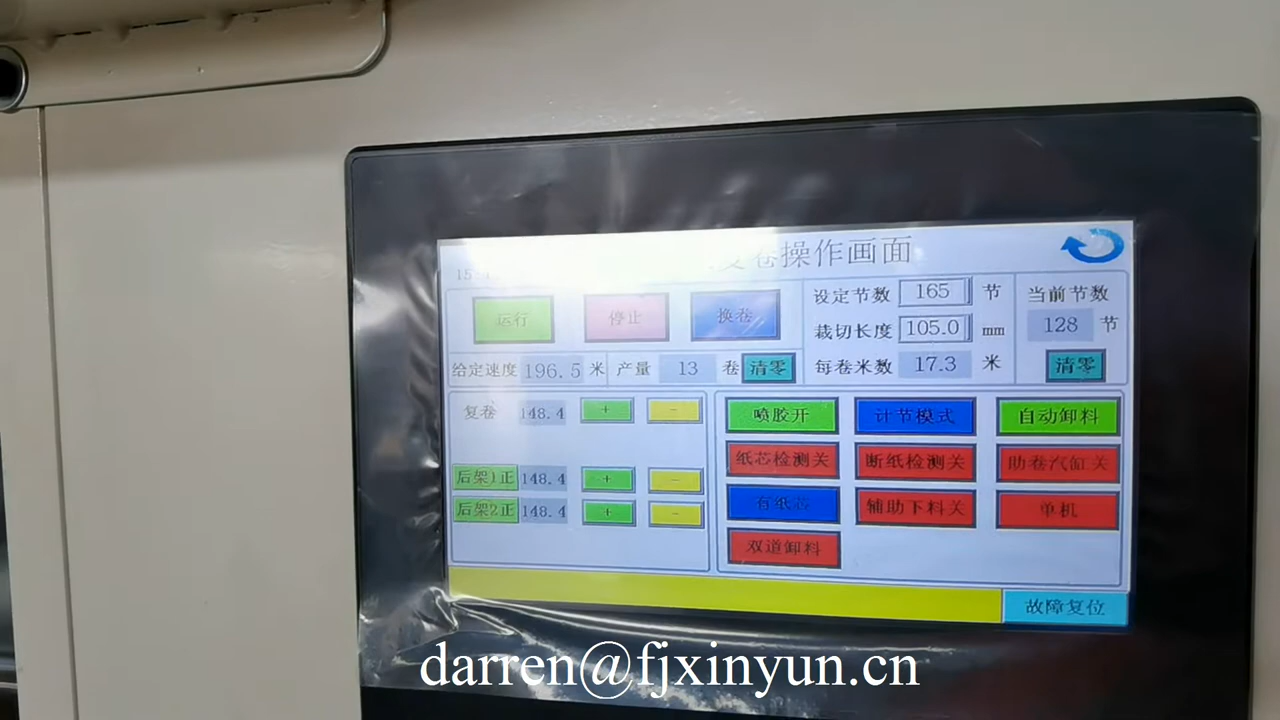 卷操作画面
运行 停止 换卷
设定节数 165 节
当前节数
裁切长度 105.0 mm
128 节
给定速度 196.5 米 产量 13 卷 清零
每卷米数 17.3 米
清零
复卷 148.4 + -
后架1正 148.4 + -
后架2正 148.4 + -
喷胶开 计节模式 自动卸料
纸芯检测关 断纸检测关 助卷汽缸关
有纸芯 辅助下料关 单机
双道卸料
故障复位
darren@fjxinyun.cn